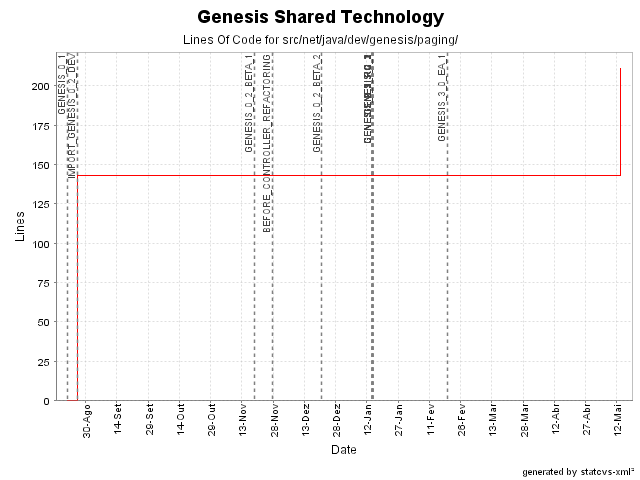 Genesis Shared Technology
Lines Of Code for src/net/java/dev/genesis/paging/
GENESIS_0_1
IMPORT_GENESIS_0_2_DEV
GENESIS_0_2_BETA_1
BEFORE_CONTROLLER_REFACTORING
GENESIS_0_2_BETA_2
GENESIS_3_0_EA_1
Lines
200
175
150
125
100
75
50
25
0
30-Ago
14-Set
29-Set
14-Out
29-Out
13-Nov
28-Nov
13-Dez
28-Dez
12-Jan
27-Jan
11-Fev
26-Fev
13-Mar
28-Mar
12-Abr
27-Abr
12-Mai
Date
generated by statcvs-xml²